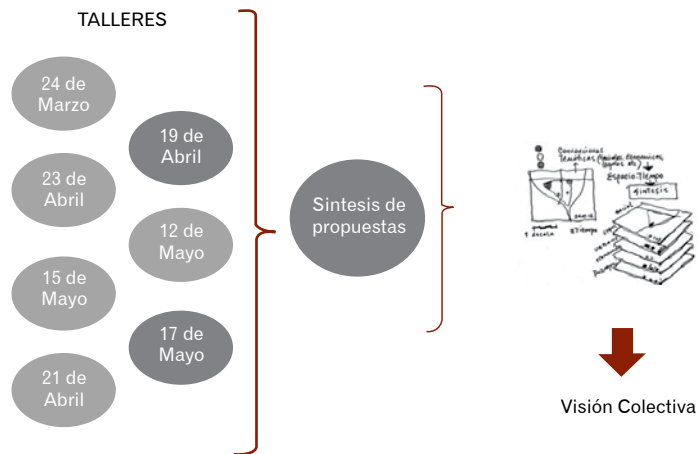 TALLERES
24 de
Marzo
19 de
Abril
23 de
Abril
12 de
Mayo
15 de
Mayo
17 de
Mayo
21 de
Abril
Sintesis de
propuestas
Espacio-Tiempo
Sintesis
Visión Colectiva